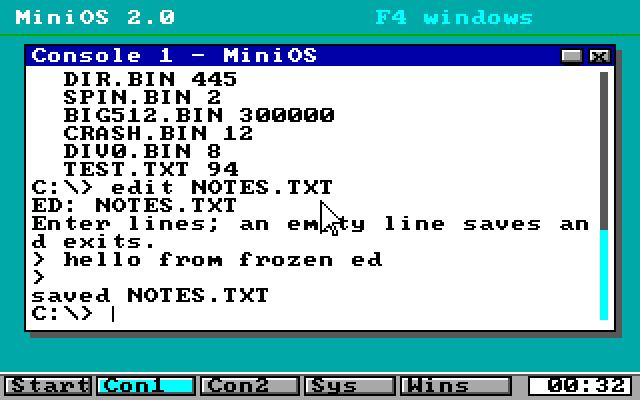 MiniOS 2.0 F4 windows
Console 1 - MiniOS
DIR.BIN 445
SPIN.BIN 2
BIG512.BIN 300000
CRASH.BIN 12
DIV0.BIN 8
TEST.TXT 94
C:\> edit NOTES.TXT
ED: NOTES.TXT
Enter lines; an empty line saves an
d exits.
> hello from frozen ed
>
saved NOTES.TXT
C:\>
Start Con1 Con2 Sys Wins 00:32